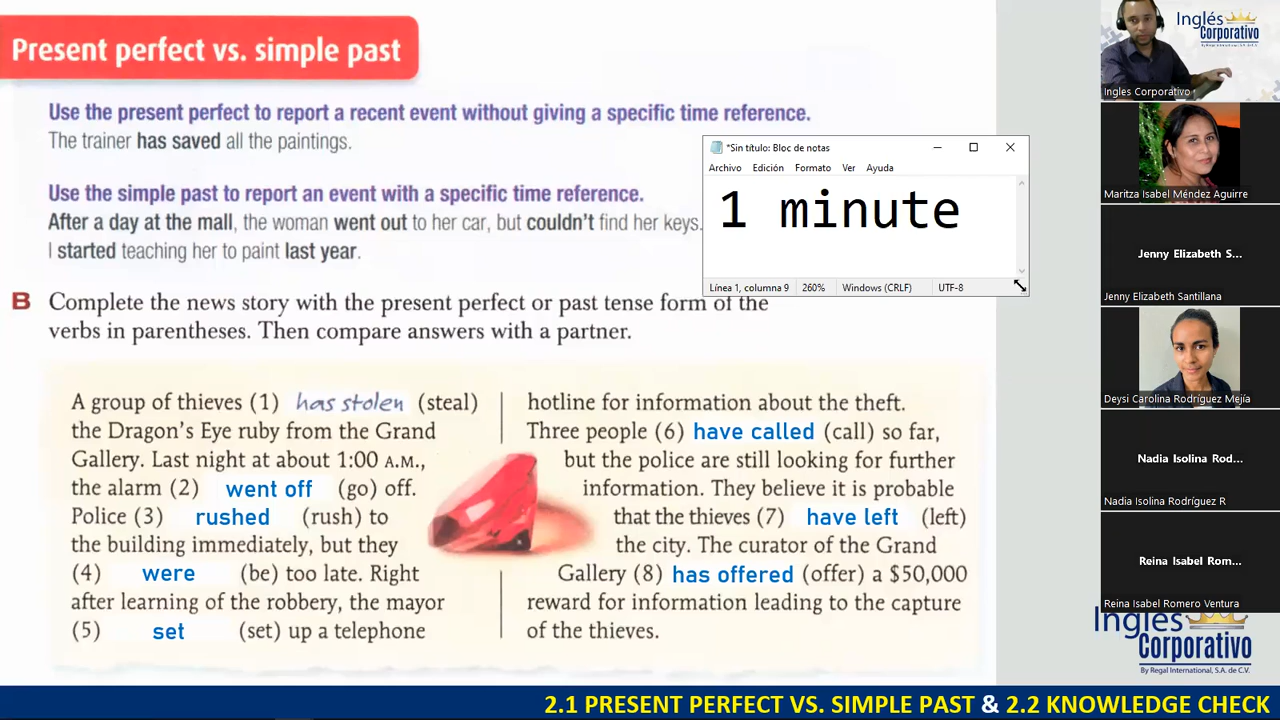 Present perfect vs. simple past
Use the present perfect to report a recent event without giving a specific time reference.
The trainer has saved all the paintings.
Use the simple past to report an event with a specific time reference.
After a day at the mall, the woman went out to her car, but couldn't find her keys.
I started teaching her to paint last year.
*Sin título: Bloc de notas
Archivo Edición Formato Ver Ayuda
1 minute
Línea 1, columna 9 260% Windows (CRLF) UTF-8
B Complete the news story with the present perfect or past tense form of the
verbs in parentheses. Then compare answers with a partner.
A group of thieves (1) has stolen (steal)
the Dragon's Eye ruby from the Grand
Gallery. Last night at about 1:00 A.M.,
the alarm (2) went off (go) off.
Police (3) rushed (rush) to
the building immediately, but they
(4) were (be) too late. Right
after learning of the robbery, the mayor
(5) set (set) up a telephone
hotline for information about the theft.
Three people (6) have called (call) so far,
but the police are still looking for further
information. They believe it is probable
that the thieves (7) have left (left)
the city. The curator of the Grand
Gallery (8) has offered (offer) a $50,000
reward for information leading to the capture
of the thieves.
Inglés
Corporativo
By Regal International, S.A. de C.V.
Ingles Corporativo
Maritza Isabel Méndez Aguirre
Jenny Elizabeth S...
Jenny Elizabeth Santillana
Deysi Carolina Rodríguez Mejía
Nadia Isolina Rod...
Nadia Isolina Rodríguez R
Reina Isabel Rom...
Reina Isabel Romero Ventura
Inglés
Corporativo
By Regal International, S.A. de C.V.
2.1 PRESENT PERFECT VS. SIMPLE PAST & 2.2 KNOWLEDGE CHECK